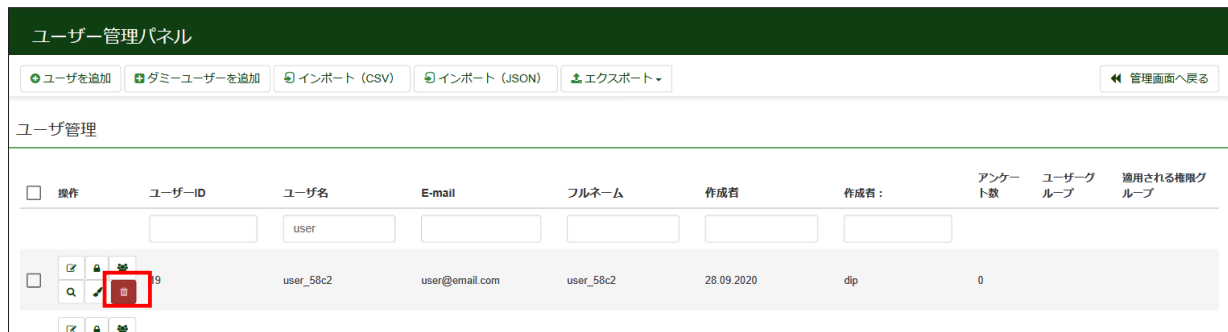 ユーザー管理パネル
ユーザを追加 ダミーユーザーを追加 インポート（CSV） インポート（JSON） エクスポート 管理画面へ戻る
ユーザ管理
操作 ユーザーID ユーザ名 E-mail フルネーム 作成者 作成者 : アンケート数 ユーザーグループ 適用される権限グループ
user
19 user_58c2 user@email.com user_58c2 28.09.2020 dip 0